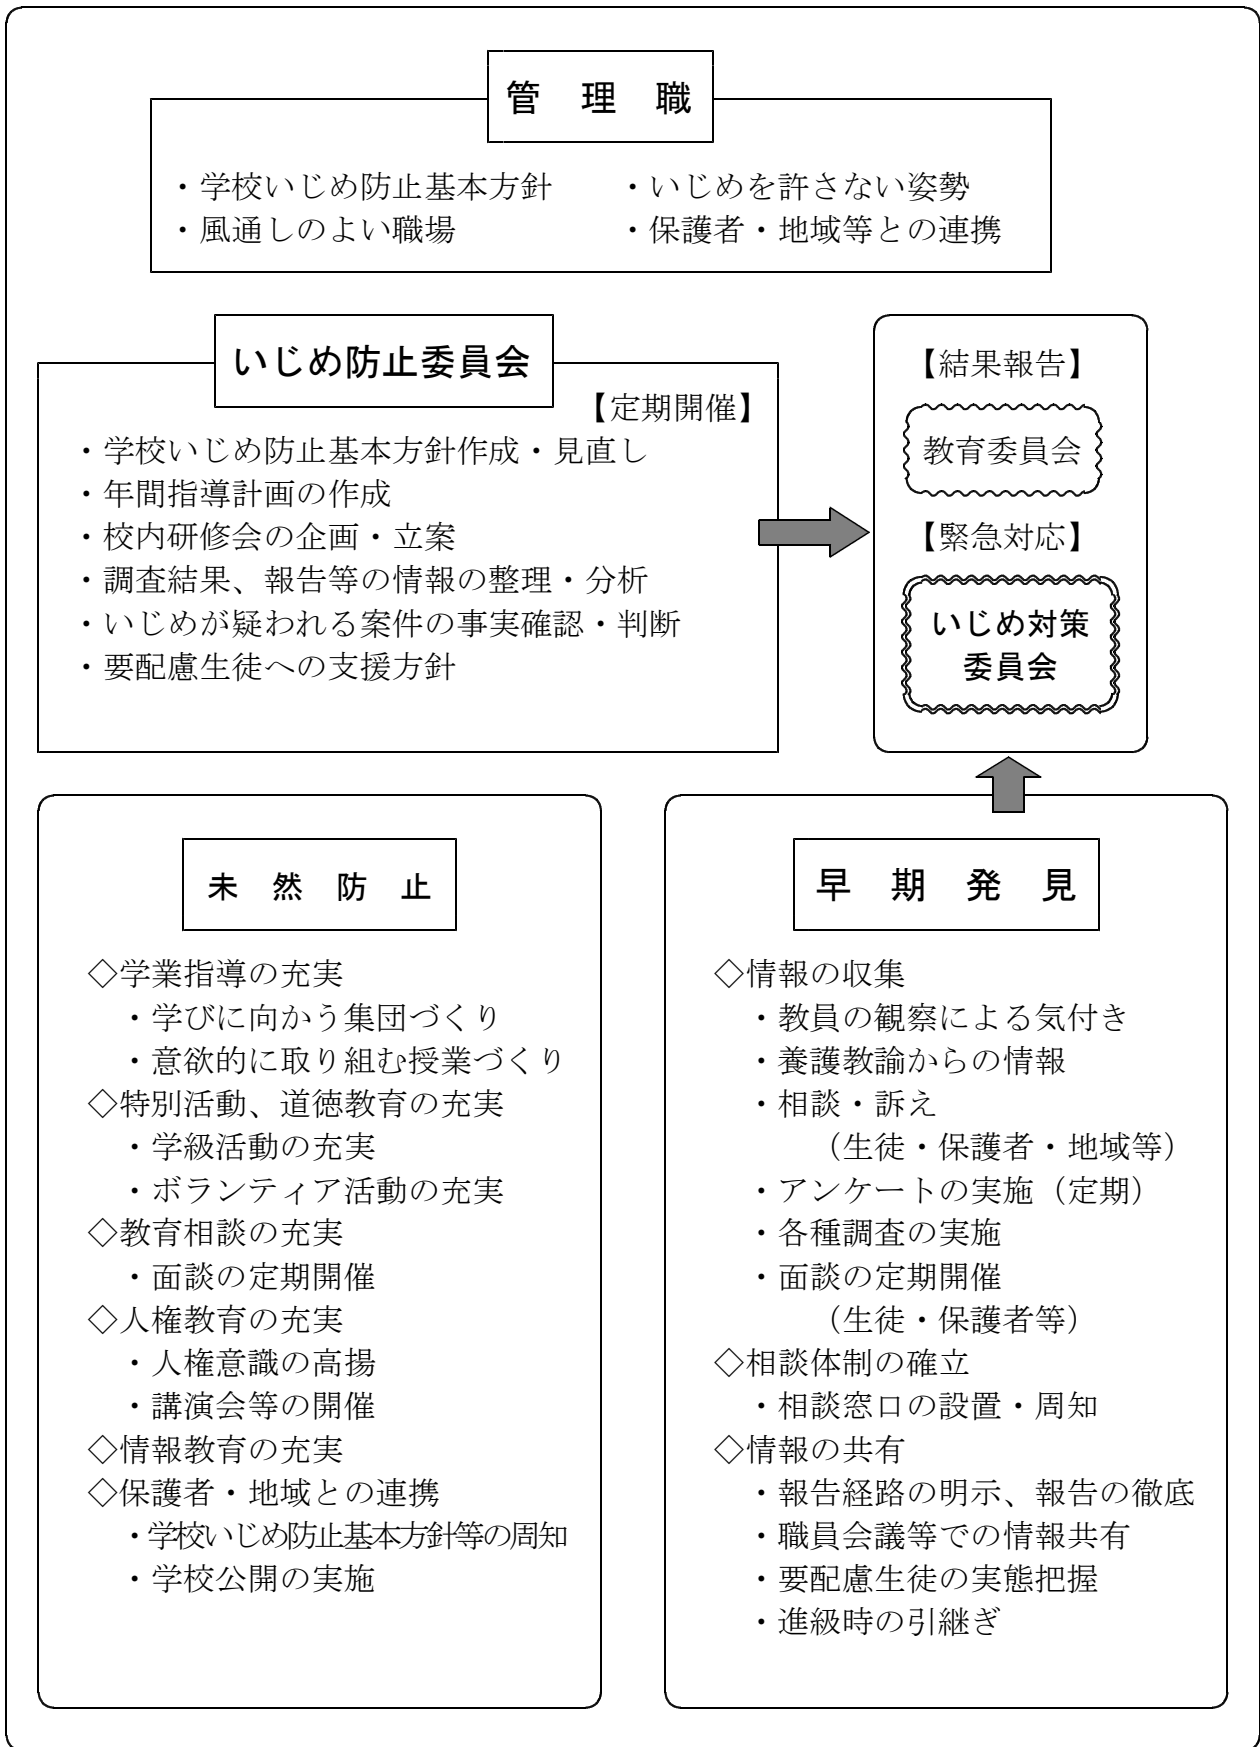 管理職
・学校いじめ防止基本方針　・いじめを許さない姿勢
・風通しのよい職場　・保護者・地域等との連携
いじめ防止委員会
【定期開催】
・学校いじめ防止基本方針作成・見直し
・年間指導計画の作成
・校内研修会の企画・立案
・調査結果、報告等の情報の整理・分析
・いじめが疑われる案件の事実確認・判断
・要配慮生徒への支援方針
【結果報告】
教育委員会
【緊急対応】
いじめ対策
委員会
未然防止
◇学業指導の充実
・学びに向かう集団づくり
・意欲的に取り組む授業づくり
◇特別活動、道徳教育の充実
・学級活動の充実
・ボランティア活動の充実
◇教育相談の充実
・面談の定期開催
◇人権教育の充実
・人権意識の高揚
・講演会等の開催
◇情報教育の充実
◇保護者・地域との連携
・学校いじめ防止基本方針等の周知
・学校公開の実施
早期発見
◇情報の収集
・教員の観察による気付き
・養護教諭からの情報
・相談・訴え
（生徒・保護者・地域等）
・アンケートの実施（定期）
・各種調査の実施
・面談の定期開催
（生徒・保護者等）
◇相談体制の確立
・相談窓口の設置・周知
◇情報の共有
・報告経路の明示、報告の徹底
・職員会議等での情報共有
・要配慮生徒の実態把握
・進級時の引継ぎ